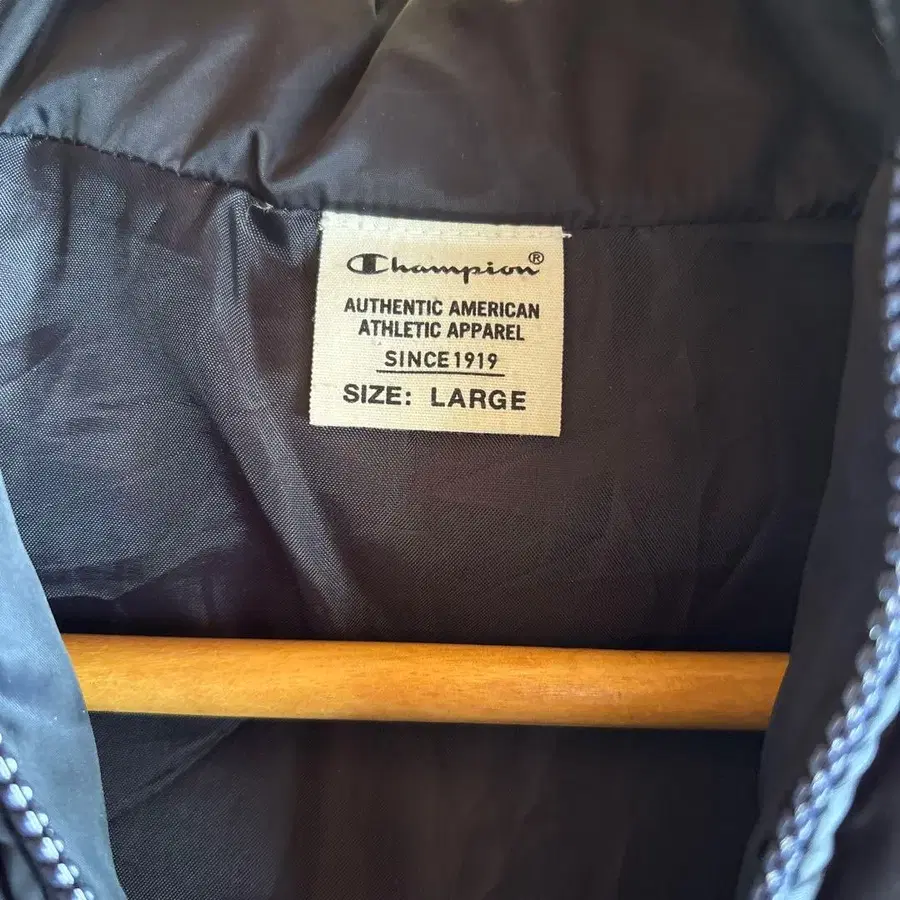 Champion®
AUTHENTIC AMERICAN
ATHLETIC APPAREL
SINCE 1919
SIZE: LARGE